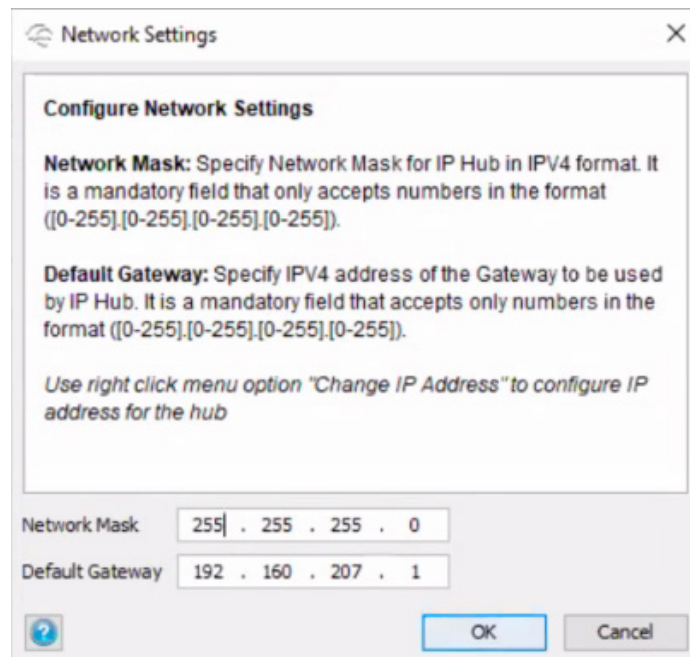 Network Settings
Configure Network Settings
Network Mask: Specify Network Mask for IP Hub in IPV4 format. It
is a mandatory field that only accepts numbers in the format
([0-255].[0-255].[0-255].[0-255]).
Default Gateway: Specify IPV4 address of the Gateway to be used
by IP Hub. It is a mandatory field that accepts only numbers in the
format ([0-255].[0-255].[0-255].[0-255]).
Use right click menu option "Change IP Address" to configure IP
address for the hub
Network Mask 255 . 255 . 255 . 0
Default Gateway 192 . 160 . 207 . 1
? OK Cancel